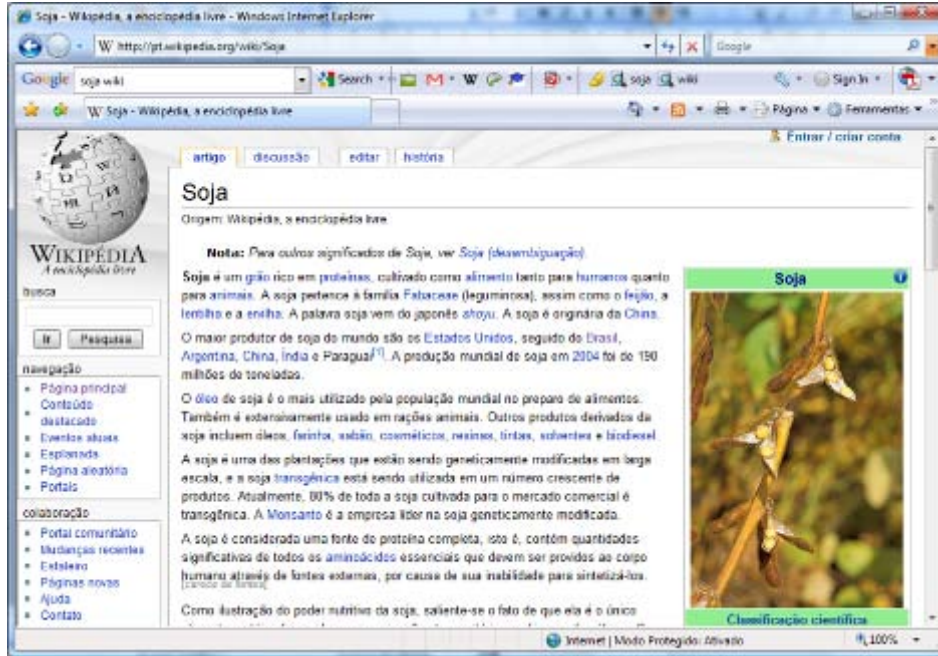 Soja - Wikipédia, a enciclopédia livre - Windows Internet Explorer
http://pt.wikipedia.org/wiki/Soja
Google
Google
soja wiki
Search
soja
wiki
Sign In
Soja - Wikipédia, a enciclopédia livre
Página
Ferramentas
Entrar / criar conta
artigo
discussão
editar
história
Soja
Origem: Wikipédia, a enciclopédia livre
Nota: Para outros significados de Soja, ver Soja (desambiguação).
Soja é um grão rico em proteínas, cultivado como alimento tanto para humanos quanto
para animais. A soja pertence à família Fabaceae (leguminosa), assim como o feijão, a
lentilha e a ervilha. A palavra soja vem do japonês shoyu. A soja é originária da China.
O maior produtor de soja do mundo são os Estados Unidos, seguido do Brasil,
Argentina, China, Índia e Paraguai[1]. A produção mundial de soja em 2004 foi de 190
milhões de toneladas.
O óleo de soja é o mais utilizado pela população mundial no preparo de alimentos.
Também é extensivamente usado em rações animais. Outros produtos derivados da
soja incluem óleos, farinha, sabão, cosméticos, resinas, tintas, solventes e biodiesel.
A soja é uma das plantações que estão sendo geneticamente modificadas em larga
escala, e a soja transgênica está sendo utilizada em um número crescente de
produtos. Atualmente, 80% de toda a soja cultivada para o mercado comercial é
transgênica. A Monsanto é a empresa líder na soja geneticamente modificada.
A soja é considerada uma fonte de proteína completa, isto é, contém quantidades
significativas de todos os aminoácidos essenciais que devem ser providos ao corpo
humano através de fontes externas, por causa de sua inabilidade para sintetizá-los.
[carece de fontes]
Como ilustração do poder nutritivo da soja, saliente-se o fato de que ela é o único
Soja
Classificação científica
WIKIPÉDIA
A enciclopédia livre
busca
Ir
Pesquisa
navegação
Página principal
Conteúdo
destacado
Eventos atuais
Esplanada
Página aleatória
Portais
colaboração
Portal comunitário
Mudanças recentes
Estaleiro
Páginas novas
Ajuda
Contato
Internet | Modo Protegido: Ativado
100%